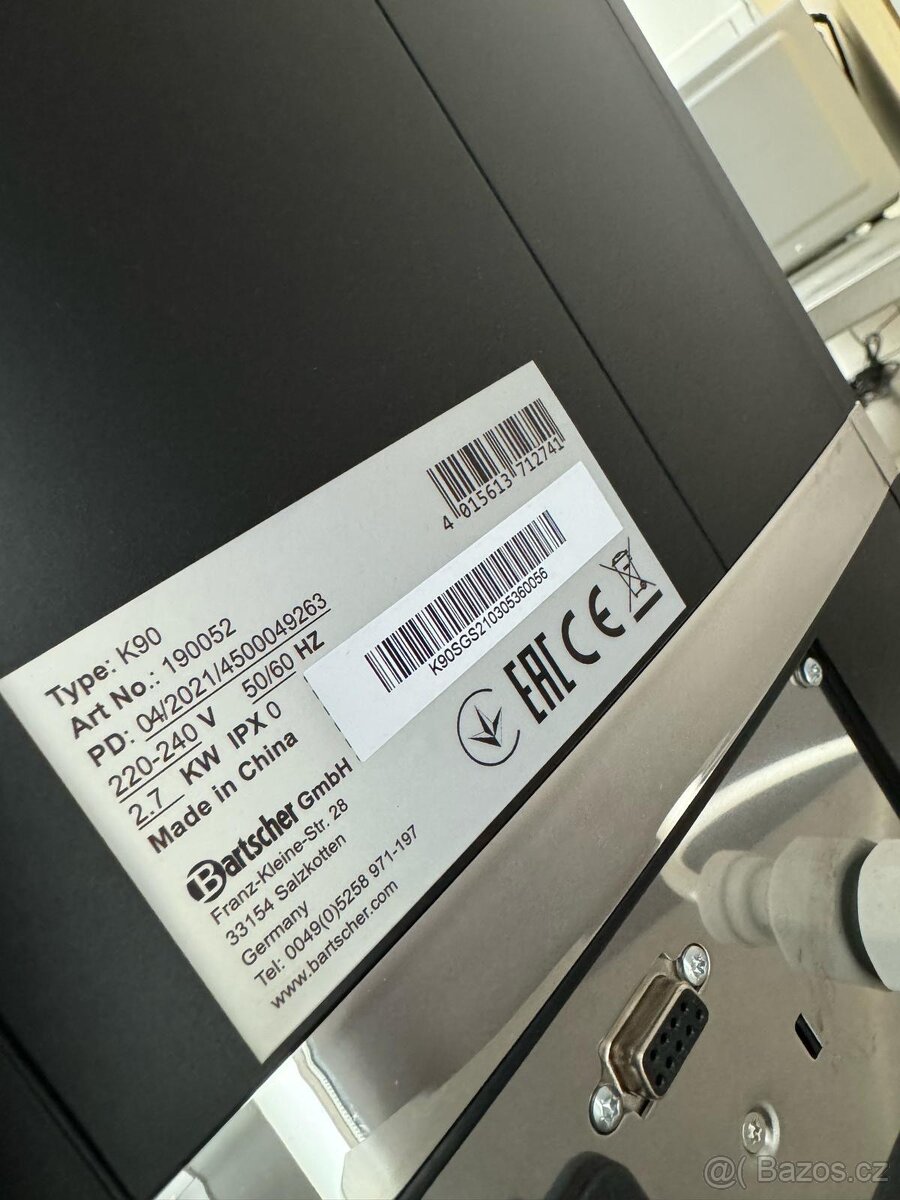 4 015613 712741
K90SGS210305360056
Type: K90
Art No.: 190052
PD: 04/2021/4500049263
220-240 V 50/60 HZ
2.7 KW IPX 0
Made in China
EAC CE
Bartscher GmbH
Franz-Kleine-Str. 28
33154 Salzkotten
Germany
Tel: 0049(0)5258 971-197
www.bartscher.com
@( Bazos.cz